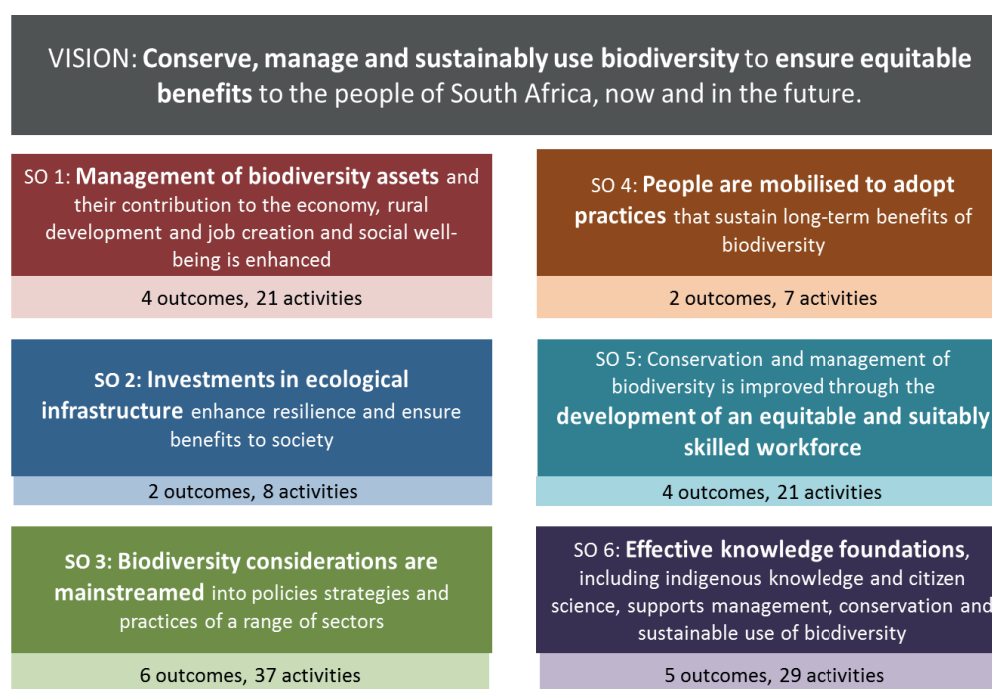 VISION: Conserve, manage and sustainably use biodiversity to ensure equitable
benefits to the people of South Africa, now and in the future.
SO 1: Management of biodiversity assets and
their contribution to the economy, rural
development and job creation and social well-
being is enhanced
4 outcomes, 21 activities
SO 2: Investments in ecological
infrastructure enhance resilience and ensure
benefits to society
2 outcomes, 8 activities
SO 3: Biodiversity considerations are
mainstreamed into policies strategies and
practices of a range of sectors
6 outcomes, 37 activities
SO 4: People are mobilised to adopt
practices that sustain long-term benefits of
biodiversity
2 outcomes, 7 activities
SO 5: Conservation and management of
biodiversity is improved through the
development of an equitable and suitably
skilled workforce
4 outcomes, 21 activities
SO 6: Effective knowledge foundations,
including indigenous knowledge and citizen
science, supports management, conservation and
sustainable use of biodiversity
5 outcomes, 29 activities